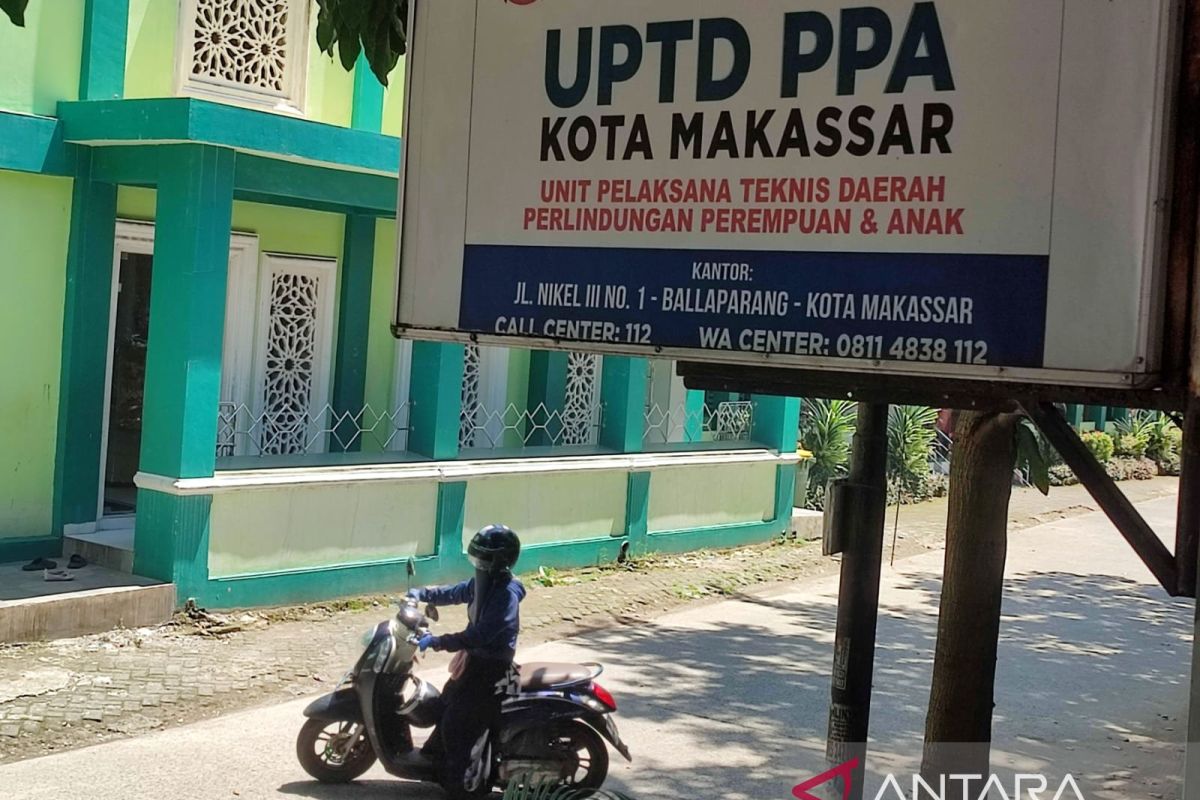 UPTD PPA
KOTA MAKASSAR
UNIT PELAKSANA TEKNIS DAERAH
PERLINDUNGAN PEREMPUAN & ANAK
KANTOR:
JL. NIKEL III NO. 1 - BALLAPARANG - KOTA MAKASSAR
CALL CENTER: 112 WA CENTER: 0811 4838 112
ANTARA